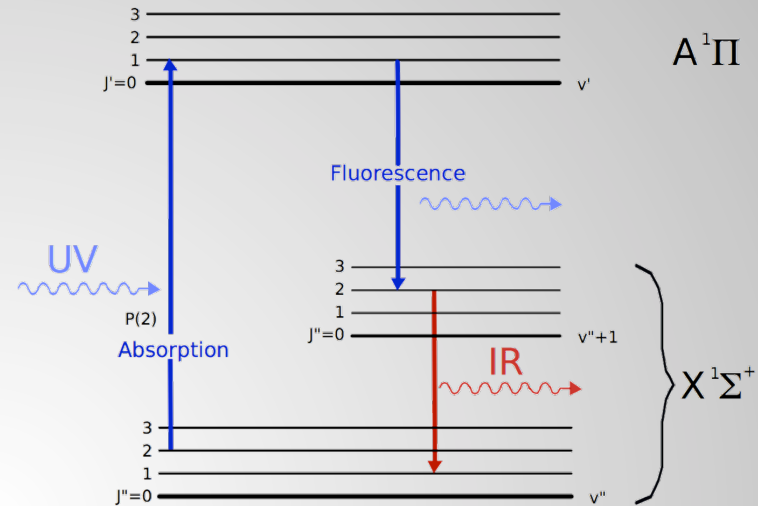 3
2
1
J'=0
v'
A¹Π
Fluorescence
UV
P(2)
Absorption
3
2
1
J"=0
v"+1
IR
X¹Σ⁺
3
2
1
J"=0
v"